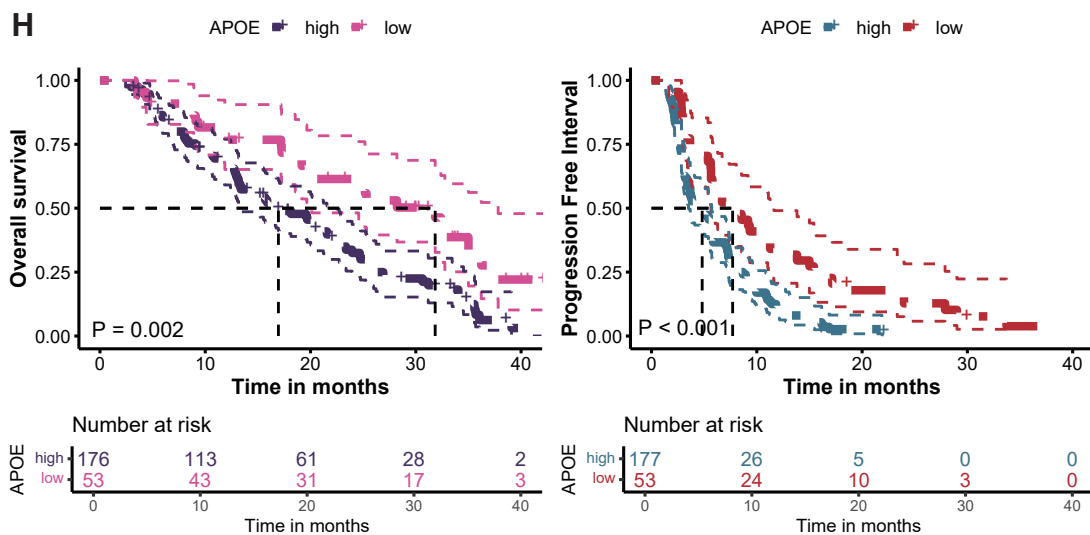 H
APOE high low
Overall survival
1.00
0.75
0.50
0.25
0.00
P = 0.002
0 10 20 30 40
Time in months
Number at risk
APOE
high 176 113 61 28 2
low 53 43 31 17 3
0 10 20 30 40
Time in months
APOE high low
Progression Free Interval
1.00
0.75
0.50
0.25
0.00
P < 0.001
0 10 20 30 40
Time in months
Number at risk
APOE
high 177 26 5 0 0
low 53 24 10 3 0
0 10 20 30 40
Time in months